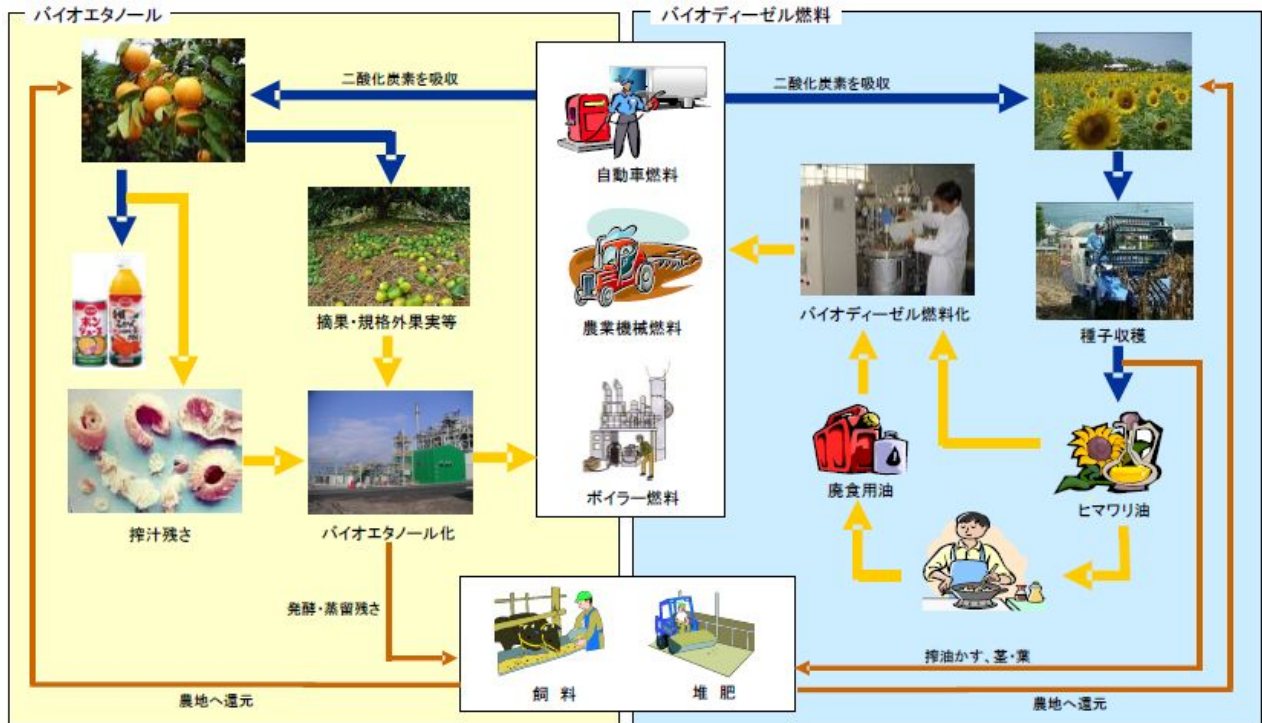 バイオエタノール
バイオディーゼル燃料
二酸化炭素を吸収
二酸化炭素を吸収
自動車燃料
摘果・規格外果実等
農業機械燃料
バイオディーゼル燃料化
種子収穫
搾汁残さ
バイオエタノール化
ボイラー燃料
廃食用油
ヒマワリ油
発酵・蒸留残さ
搾油かす、茎・葉
飼 料
堆 肥
農地へ還元
農地へ還元